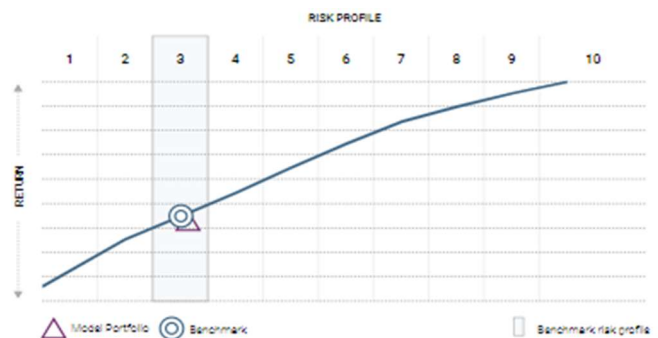 RISK PROFILE
1 2 3 4 5 6 7 8 9 10
RETURN
Model Portfolio Benchmark Benchmark risk profile